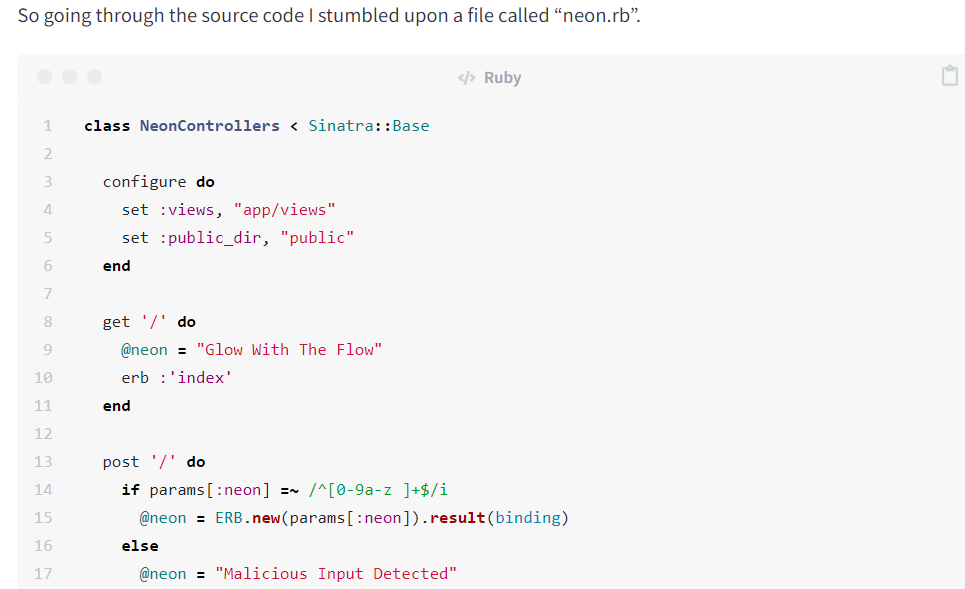 So going through the source code I stumbled upon a file called “neon.rb”.
</> Ruby
1 class NeonControllers < Sinatra::Base
2
3 configure do
4 set :views, "app/views"
5 set :public_dir, "public"
6 end
7
8 get '/' do
9 @neon = "Glow With The Flow"
10 erb :'index'
11 end
12
13 post '/' do
14 if params[:neon] =~ /^[0-9a-z ]+$/i
15 @neon = ERB.new(params[:neon]).result(binding)
16 else
17 @neon = "Malicious Input Detected"